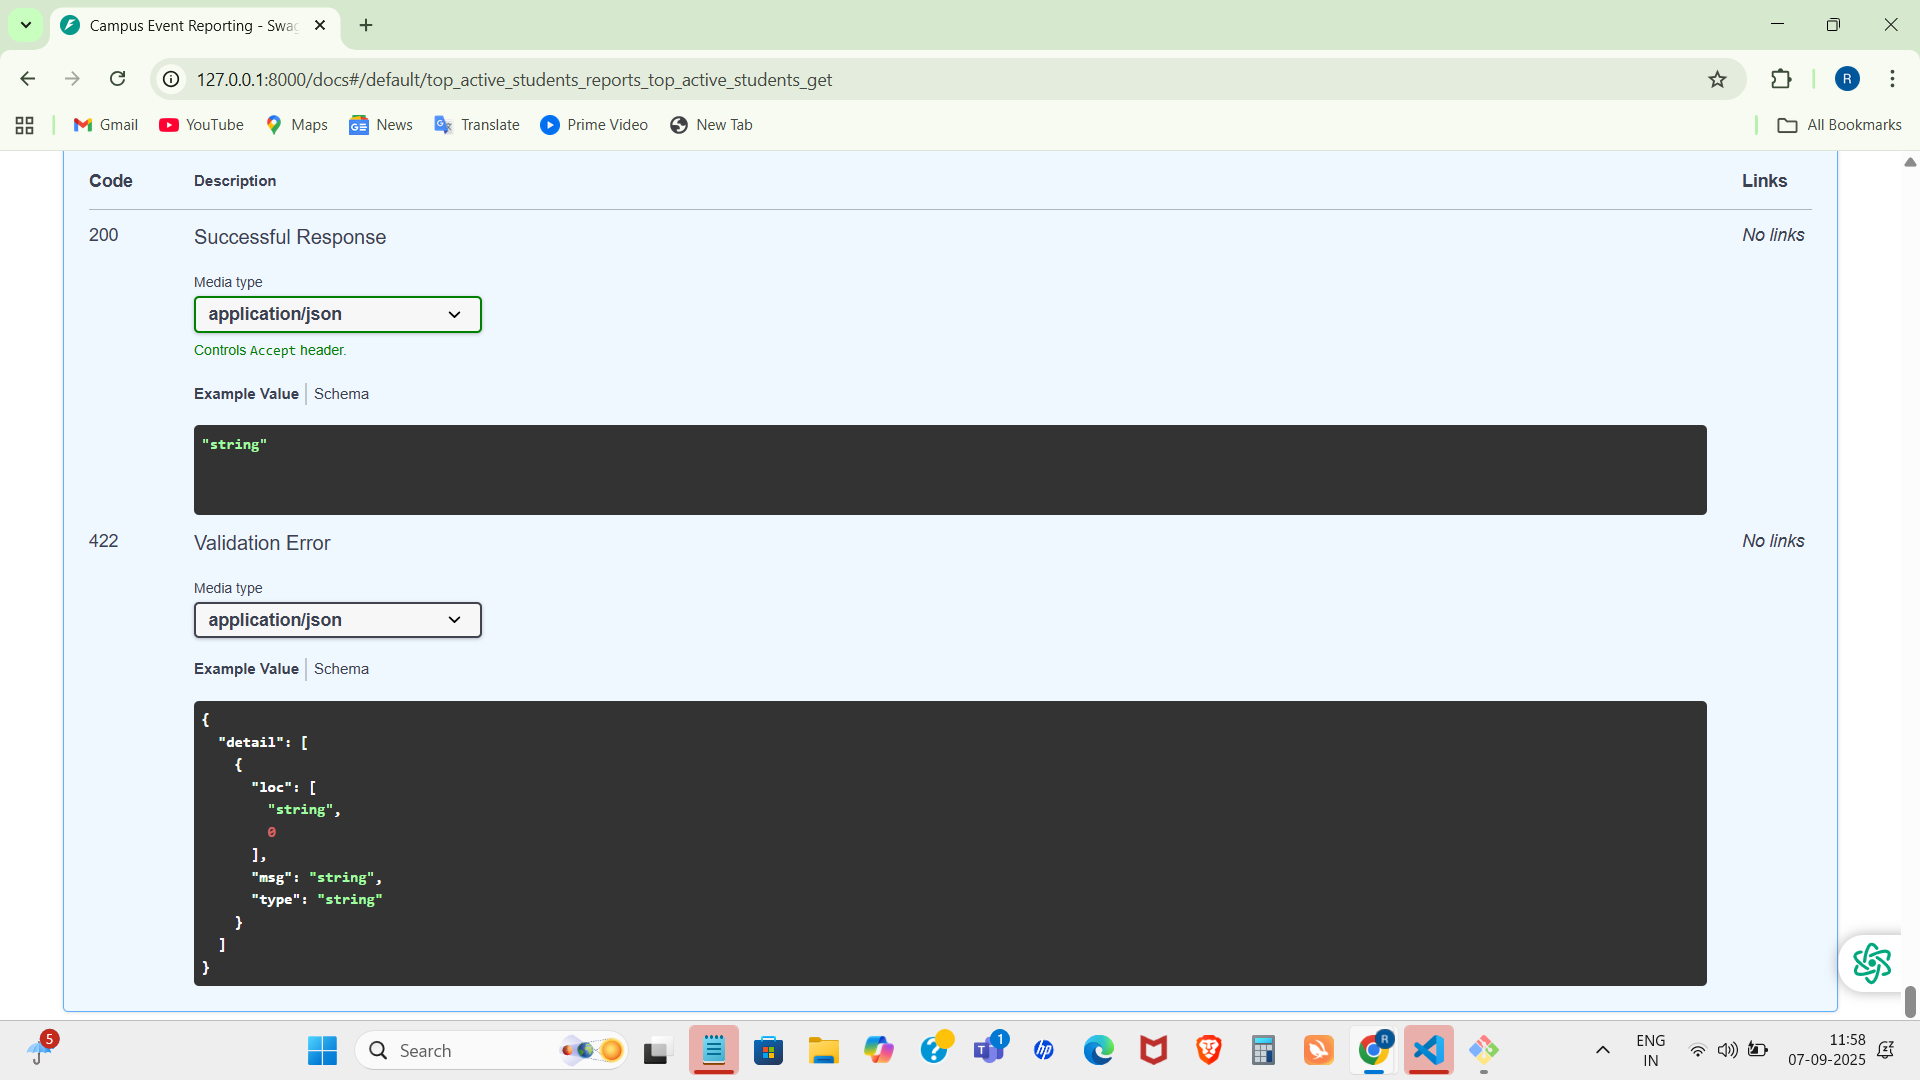 Campus Event Reporting - Swag
127.0.0.1:8000/docs#/default/top_active_students_reports_top_active_students_get
R
Gmail
YouTube
Maps
News
Translate
Prime Video
New Tab
All Bookmarks
Code Description Links
200 Successful Response No links
Media type
application/json
Controls Accept header.
Example Value Schema
"string"
422 Validation Error No links
Media type
application/json
Example Value Schema
{
"detail": [
{
"loc": [
"string",
0
],
"msg": "string",
"type": "string"
}
]
}
5
Search
1
R
ENG
IN
11:58
07-09-2025